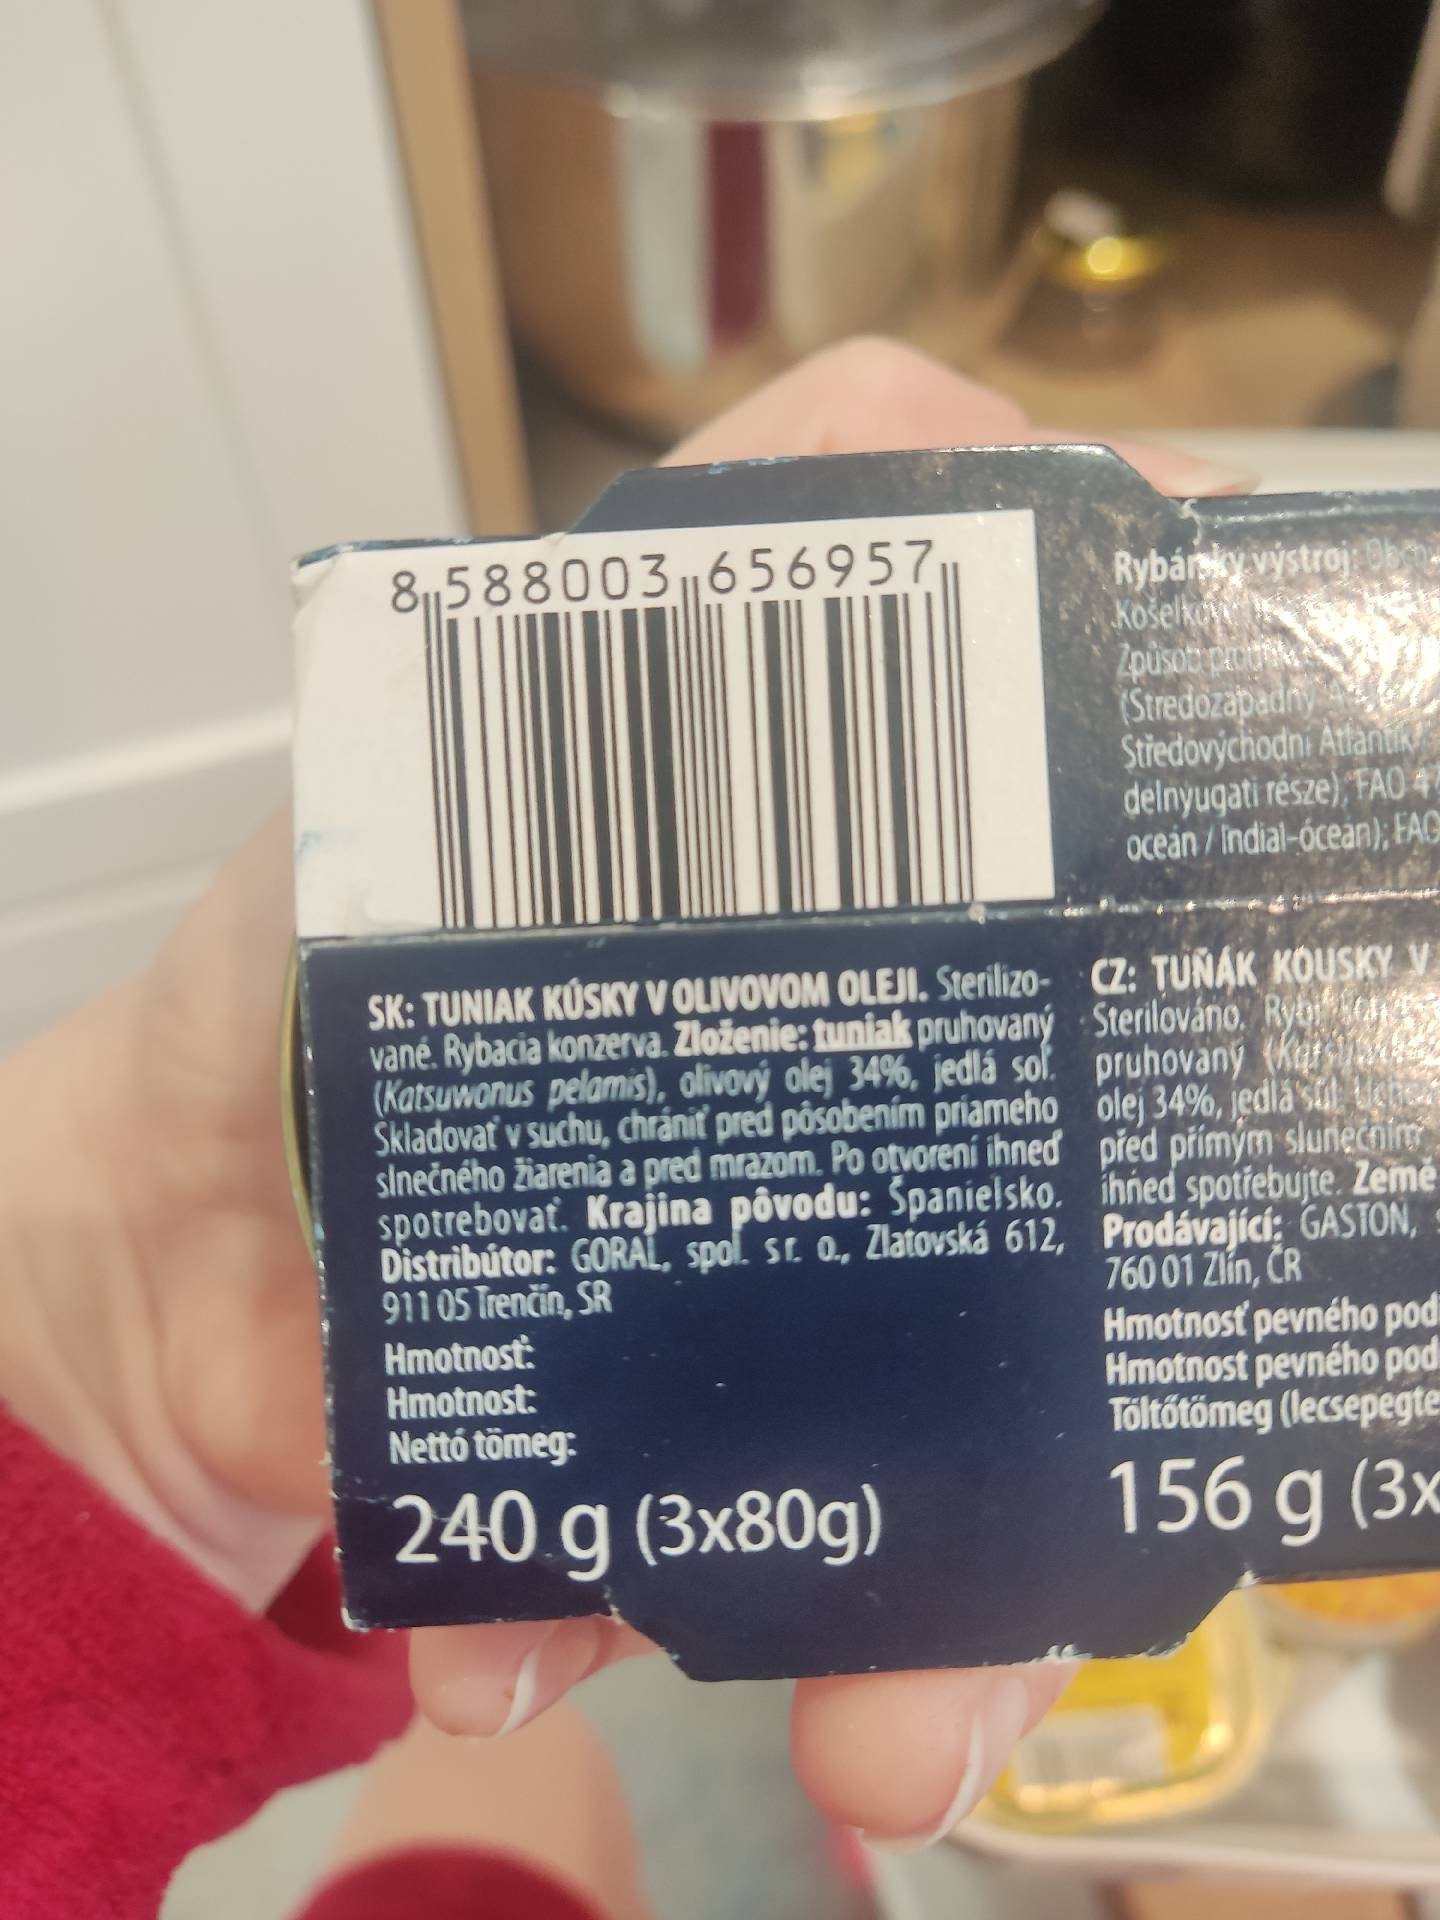 8 588003 656957
Rybár ky výstroj:
Košelko
Způsob
(Stredozápadný
Středovýchodní Atlantik /
delnyugati része); FAO 47
oceán / Indiai-óceán); FAO
SK: TUNIAK KÚSKY V OLIVOVOM OLEJI. Sterilizo-
vané. Rybacia konzerva. Zloženie: tuniak pruhovaný
(Katsuwonus pelamis), olivový olej 34%, jedlá soľ.
Skladovať v suchu, chrániť pred pôsobením priameho
slnečného žiarenia a pred mrazom. Po otvorení ihneď
spotrebovať. Krajina pôvodu: Španielsko.
Distribútor: GORAL, spol. s r. o., Zlatovská 612,
911 05 Trenčín, SR
Hmotnosť:
Hmotnost:
Nettó tömeg:
240 g (3x80g)
CZ: TUŇÁK KOUSKY V
Sterilováno.
pruhovaný
olej 34%, jedlá sůl.
před přímým slunečním
ihned spotřebujte. Země
Prodávající: GASTON,
760 01 Zlín, ČR
Hmotnosť pevného pod
Hmotnost pevného pod
Töltőtömeg (lecsepegte
156 g (3x